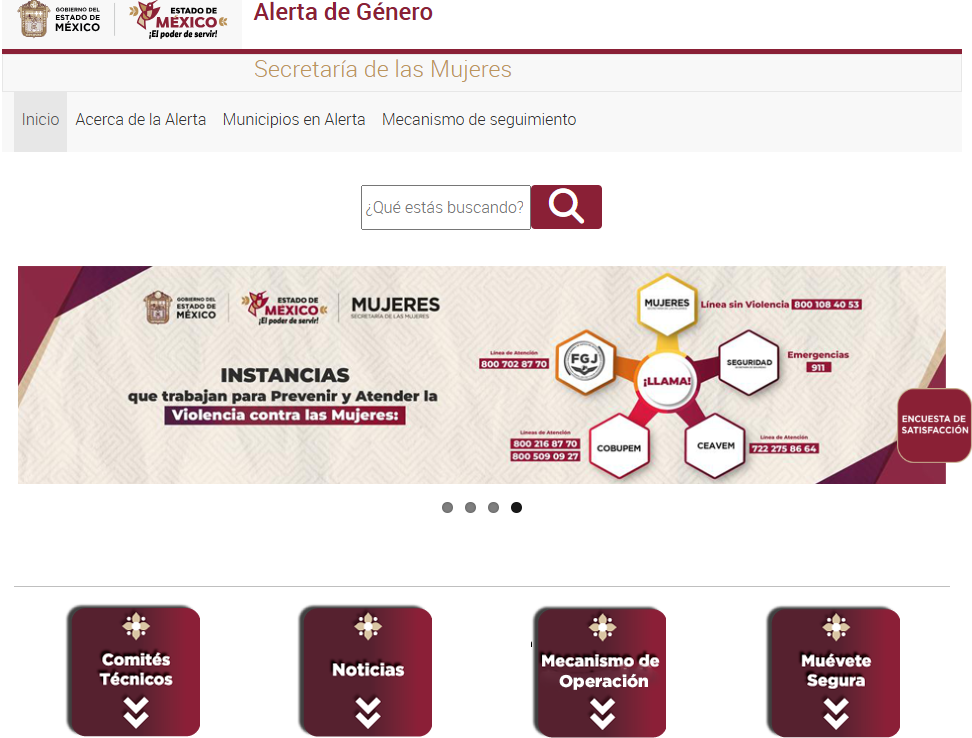 GOBIERNO DEL
ESTADO DE
MÉXICO
ESTADO DE
MÉXICO
¡El poder de servir!
Alerta de Género
Secretaría de las Mujeres
Inicio Acerca de la Alerta Municipios en Alerta Mecanismo de seguimiento
¿Qué estás buscando?
GOBIERNO DEL
ESTADO DE
MÉXICO
ESTADO DE
MÉXICO
¡El poder de servir!
MUJERES
SECRETARÍA DE LAS MUJERES
INSTANCIAS
que trabajan para Prevenir y Atender la
Violencia contra las Mujeres:
MUJERES
Línea sin Violencia 800 108 40 53
Línea de Atención
800 702 87 70
FGJ
SEGURIDAD
Emergencias
911
¡LLAMA!
Líneas de Atención
800 216 87 70
800 509 09 27
COBUPEM
CEAVEM
Línea de Atención
722 275 86 64
ENCUESTA DE
SATISFACCIÓN
Comités
Técnicos
Noticias
Mecanismo de
Operación
Muévete
Segura